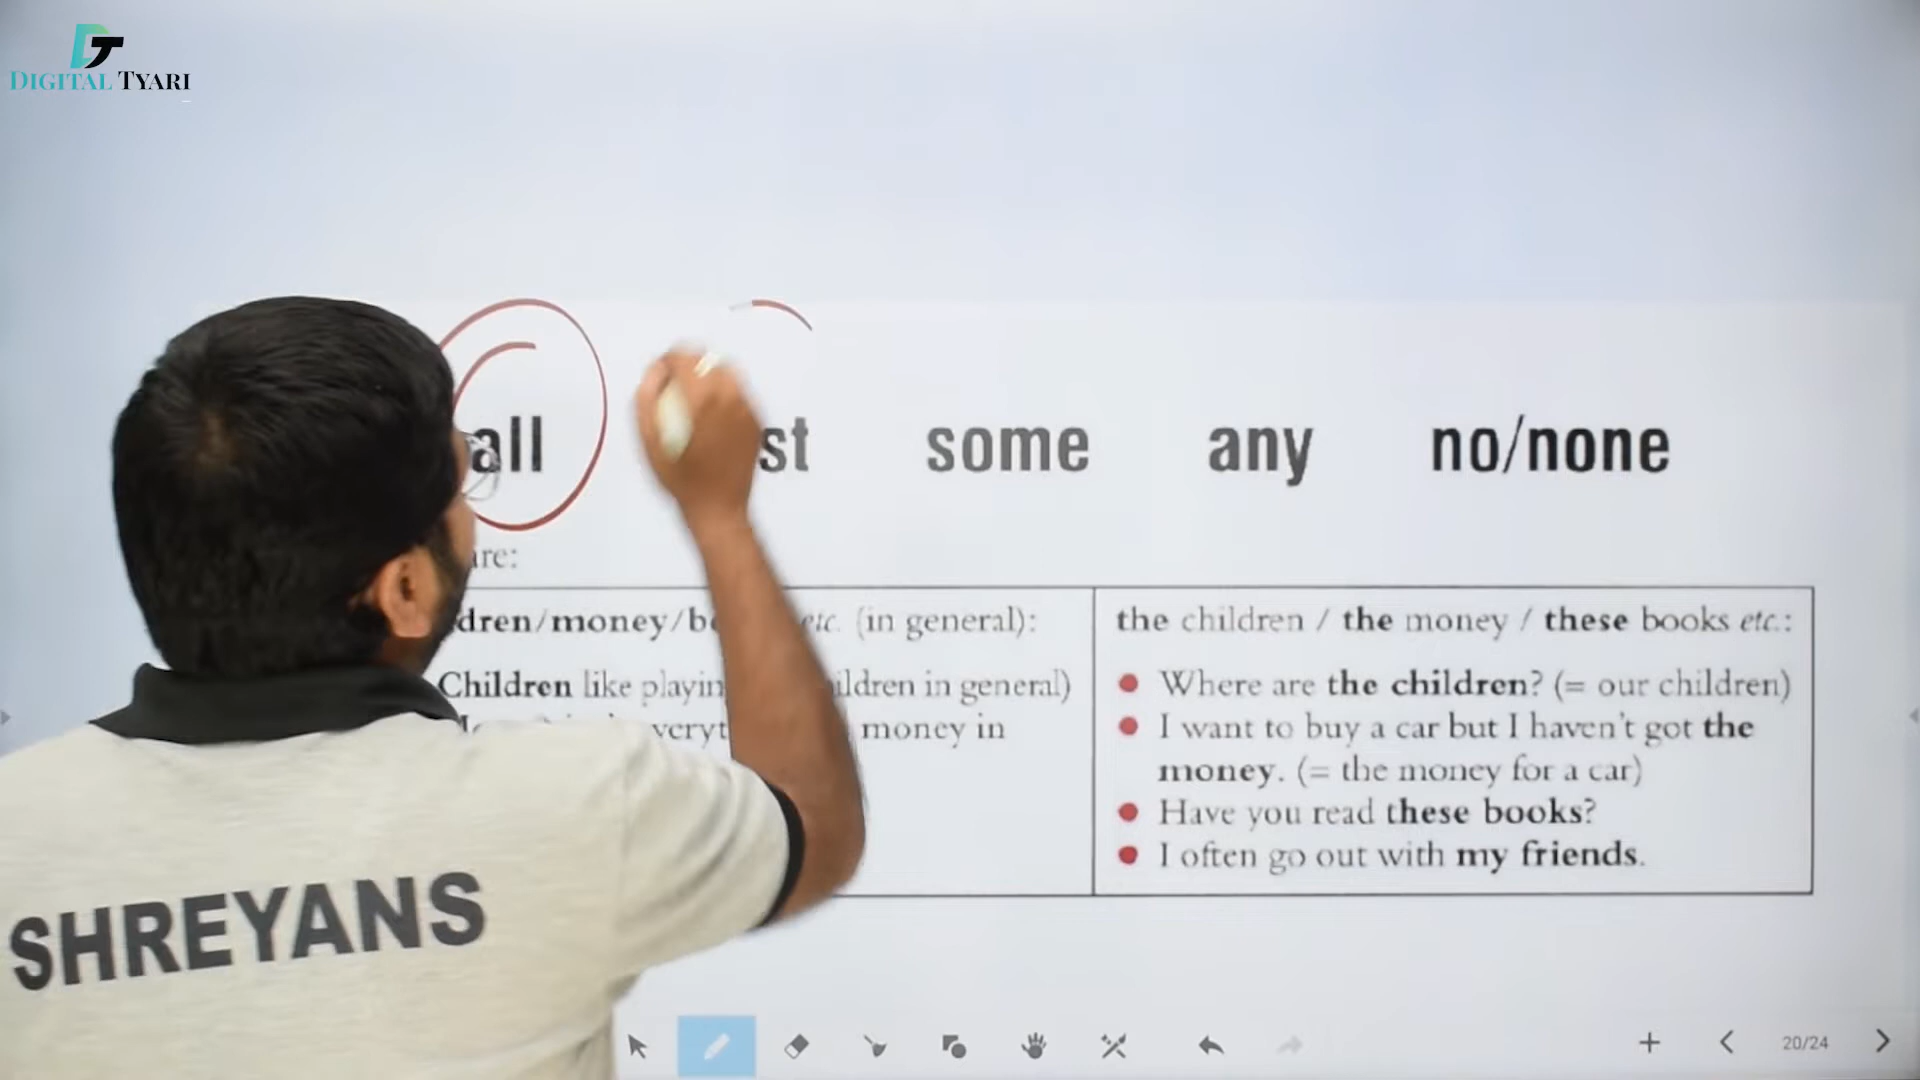 DT
DIGITAL TYARI
all st some any no/none
are:
dren/money/b etc. (in general):
Children like playin ildren in general)
veryt money in
the children / the money / these books etc.:
Where are the children? (= our children)
I want to buy a car but I haven't got the
money. (= the money for a car)
Have you read these books?
I often go out with my friends.
SHREYANS
20/24